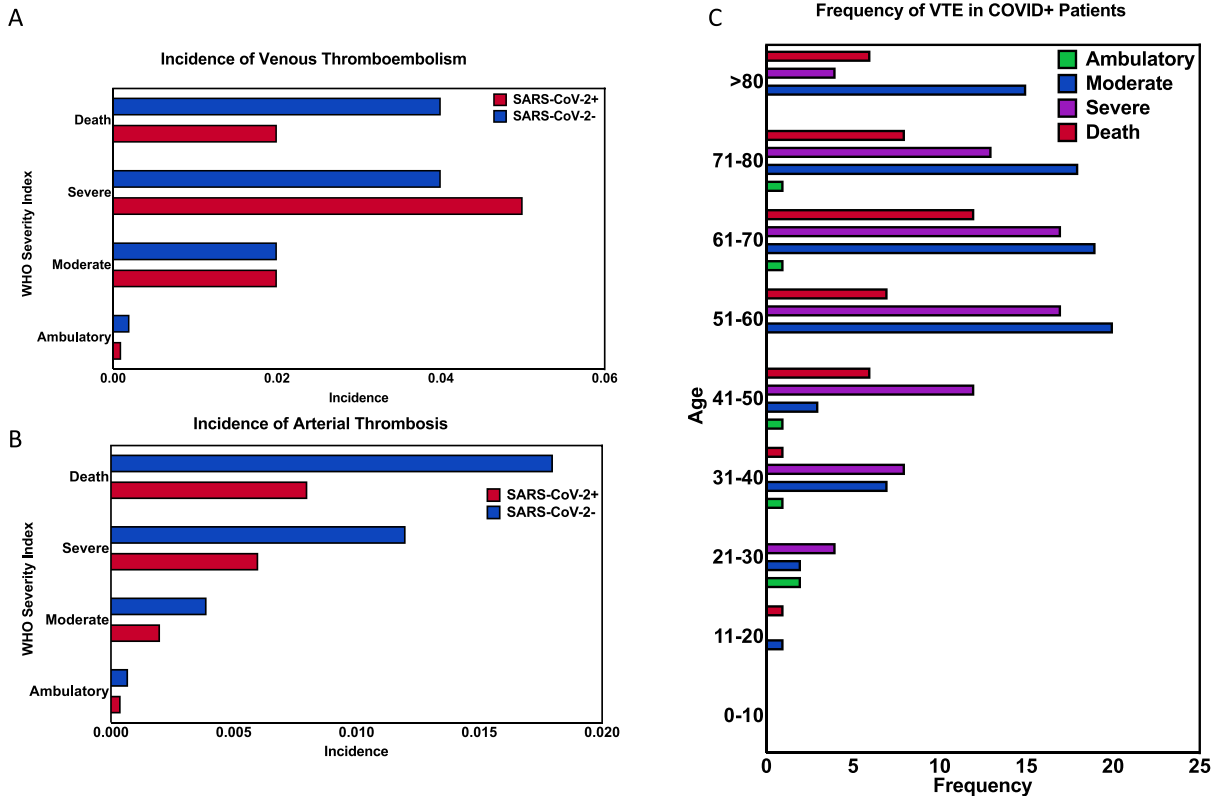 A
Incidence of Venous Thromboembolism
SARS-CoV-2+
SARS-CoV-2-
WHO Severity Index
Death
Severe
Moderate
Ambulatory
0.00 0.02 0.04 0.06
Incidence
B
Incidence of Arterial Thrombosis
SARS-CoV-2+
SARS-CoV-2-
WHO Severity Index
Death
Severe
Moderate
Ambulatory
0.000 0.005 0.010 0.015 0.020
Incidence
C
Frequency of VTE in COVID+ Patients
Ambulatory
Moderate
Severe
Death
Age
>80
71-80
61-70
51-60
41-50
31-40
21-30
11-20
0-10
0 5 10 15 20 25
Frequency